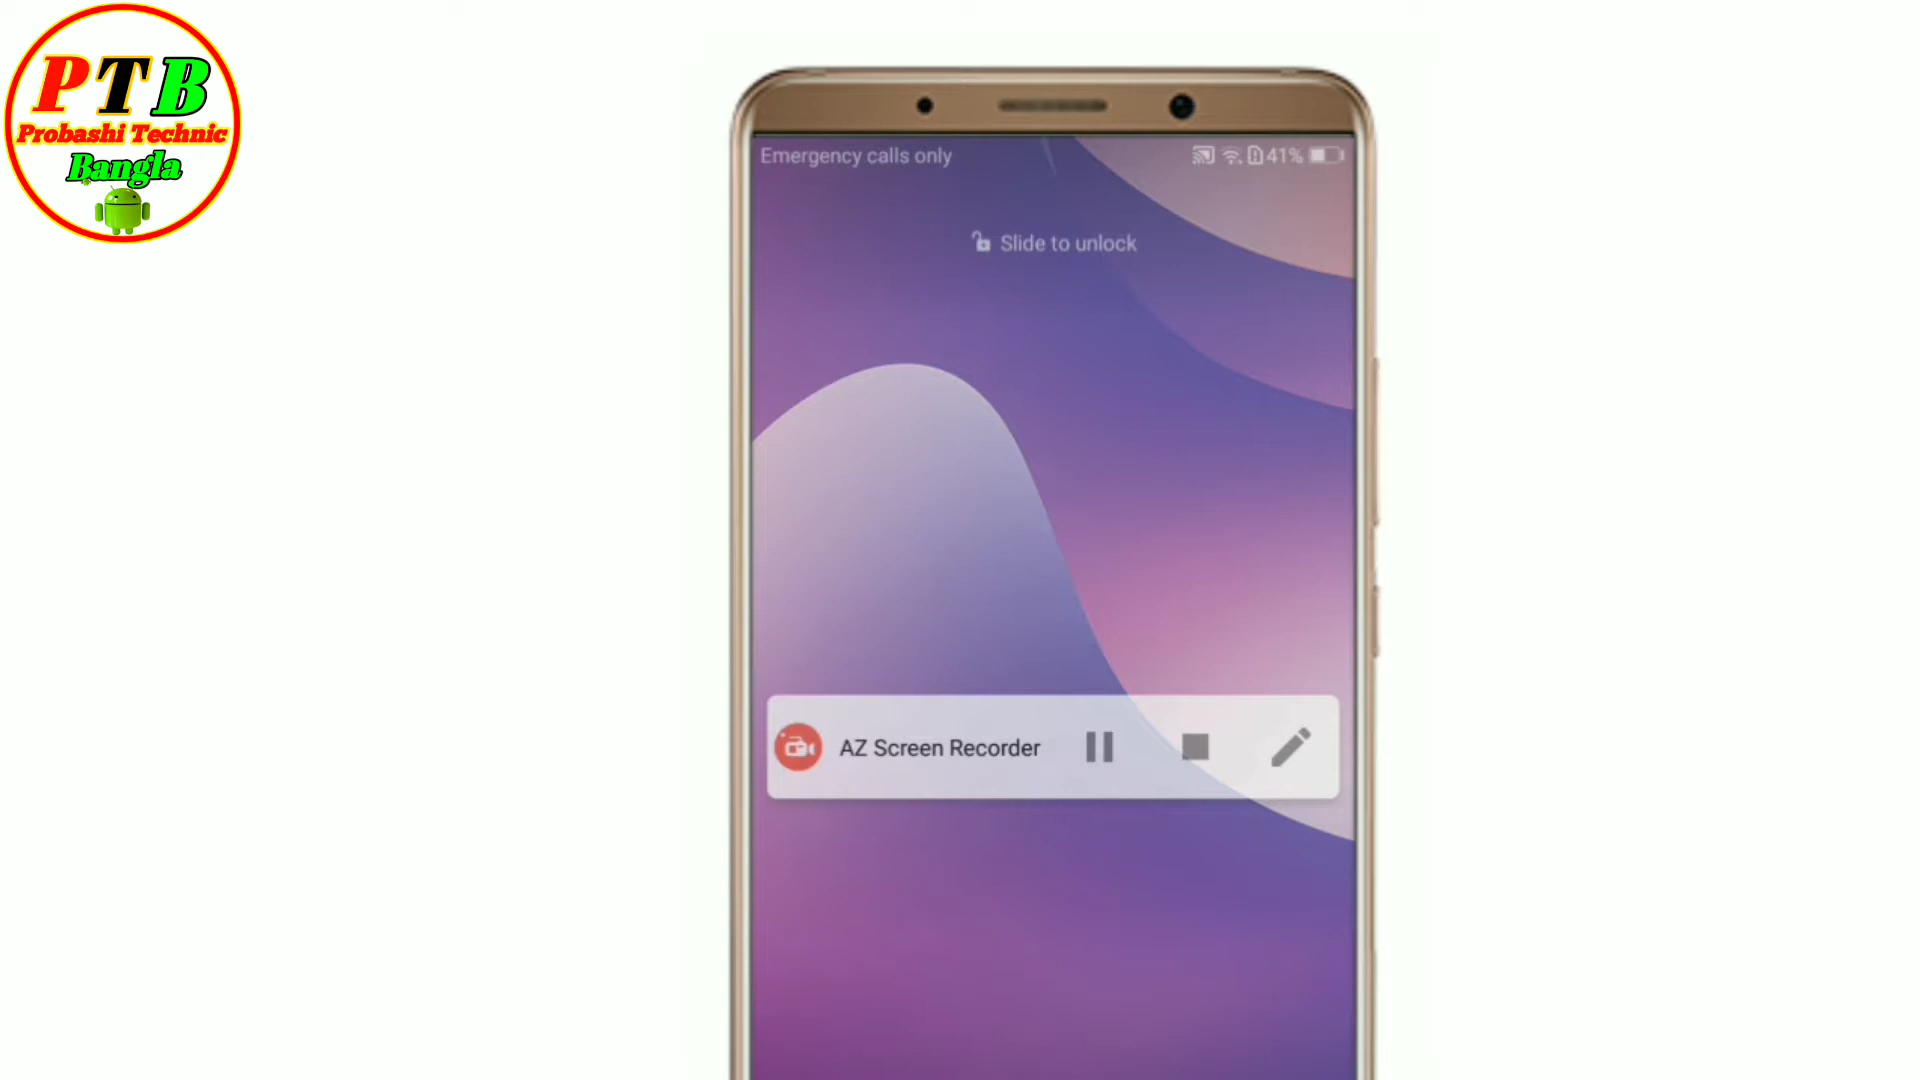 PTB
Probashi Technic
Bangla
Emergency calls only
41%
Slide to unlock
AZ Screen Recorder